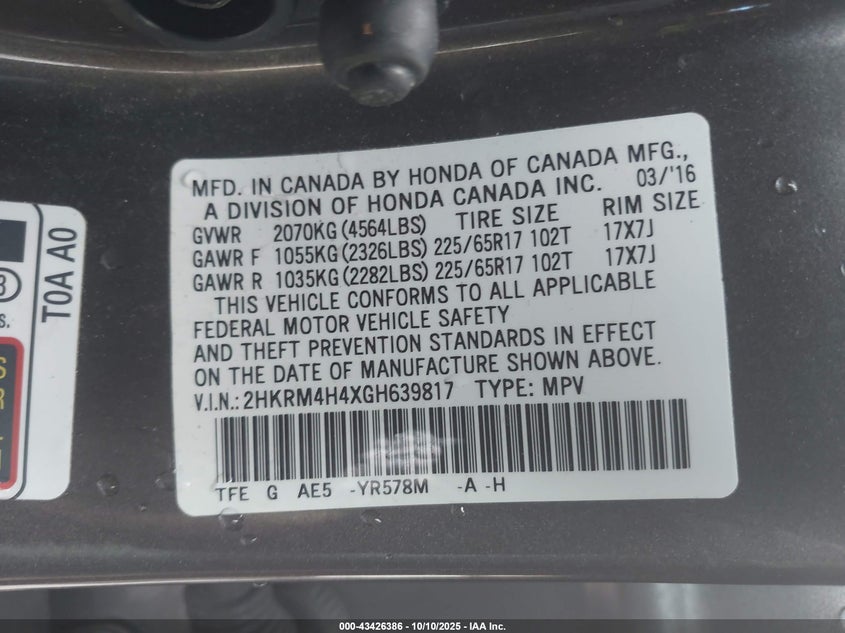 MFD. IN CANADA BY HONDA OF CANADA MFG.,
A DIVISION OF HONDA CANADA INC. 03/'16
GVWR 2070KG (4564LBS) TIRE SIZE RIM SIZE
GAWR F 1055KG (2326LBS) 225/65R17 102T 17X7J
GAWR R 1035KG (2282LBS) 225/65R17 102T 17X7J
THIS VEHICLE CONFORMS TO ALL APPLICABLE
FEDERAL MOTOR VEHICLE SAFETY
AND THEFT PREVENTION STANDARDS IN EFFECT
ON THE DATE OF MANUFACTURE SHOWN ABOVE.
V.I.N.: 2HKRM4H4XGH639817 TYPE: MPV
TFE G AE5 -YR578M -A -H
T0A A0
000-43426386 - 10/10/2025 - IAA Inc.